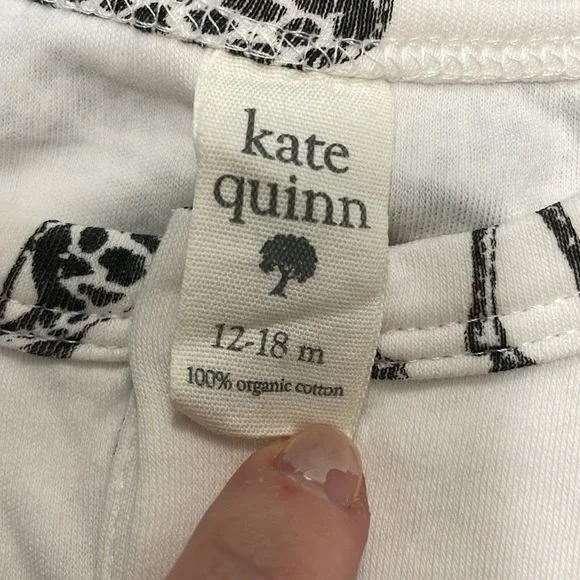 kate
quinn
12-18 m
100% organic cotton